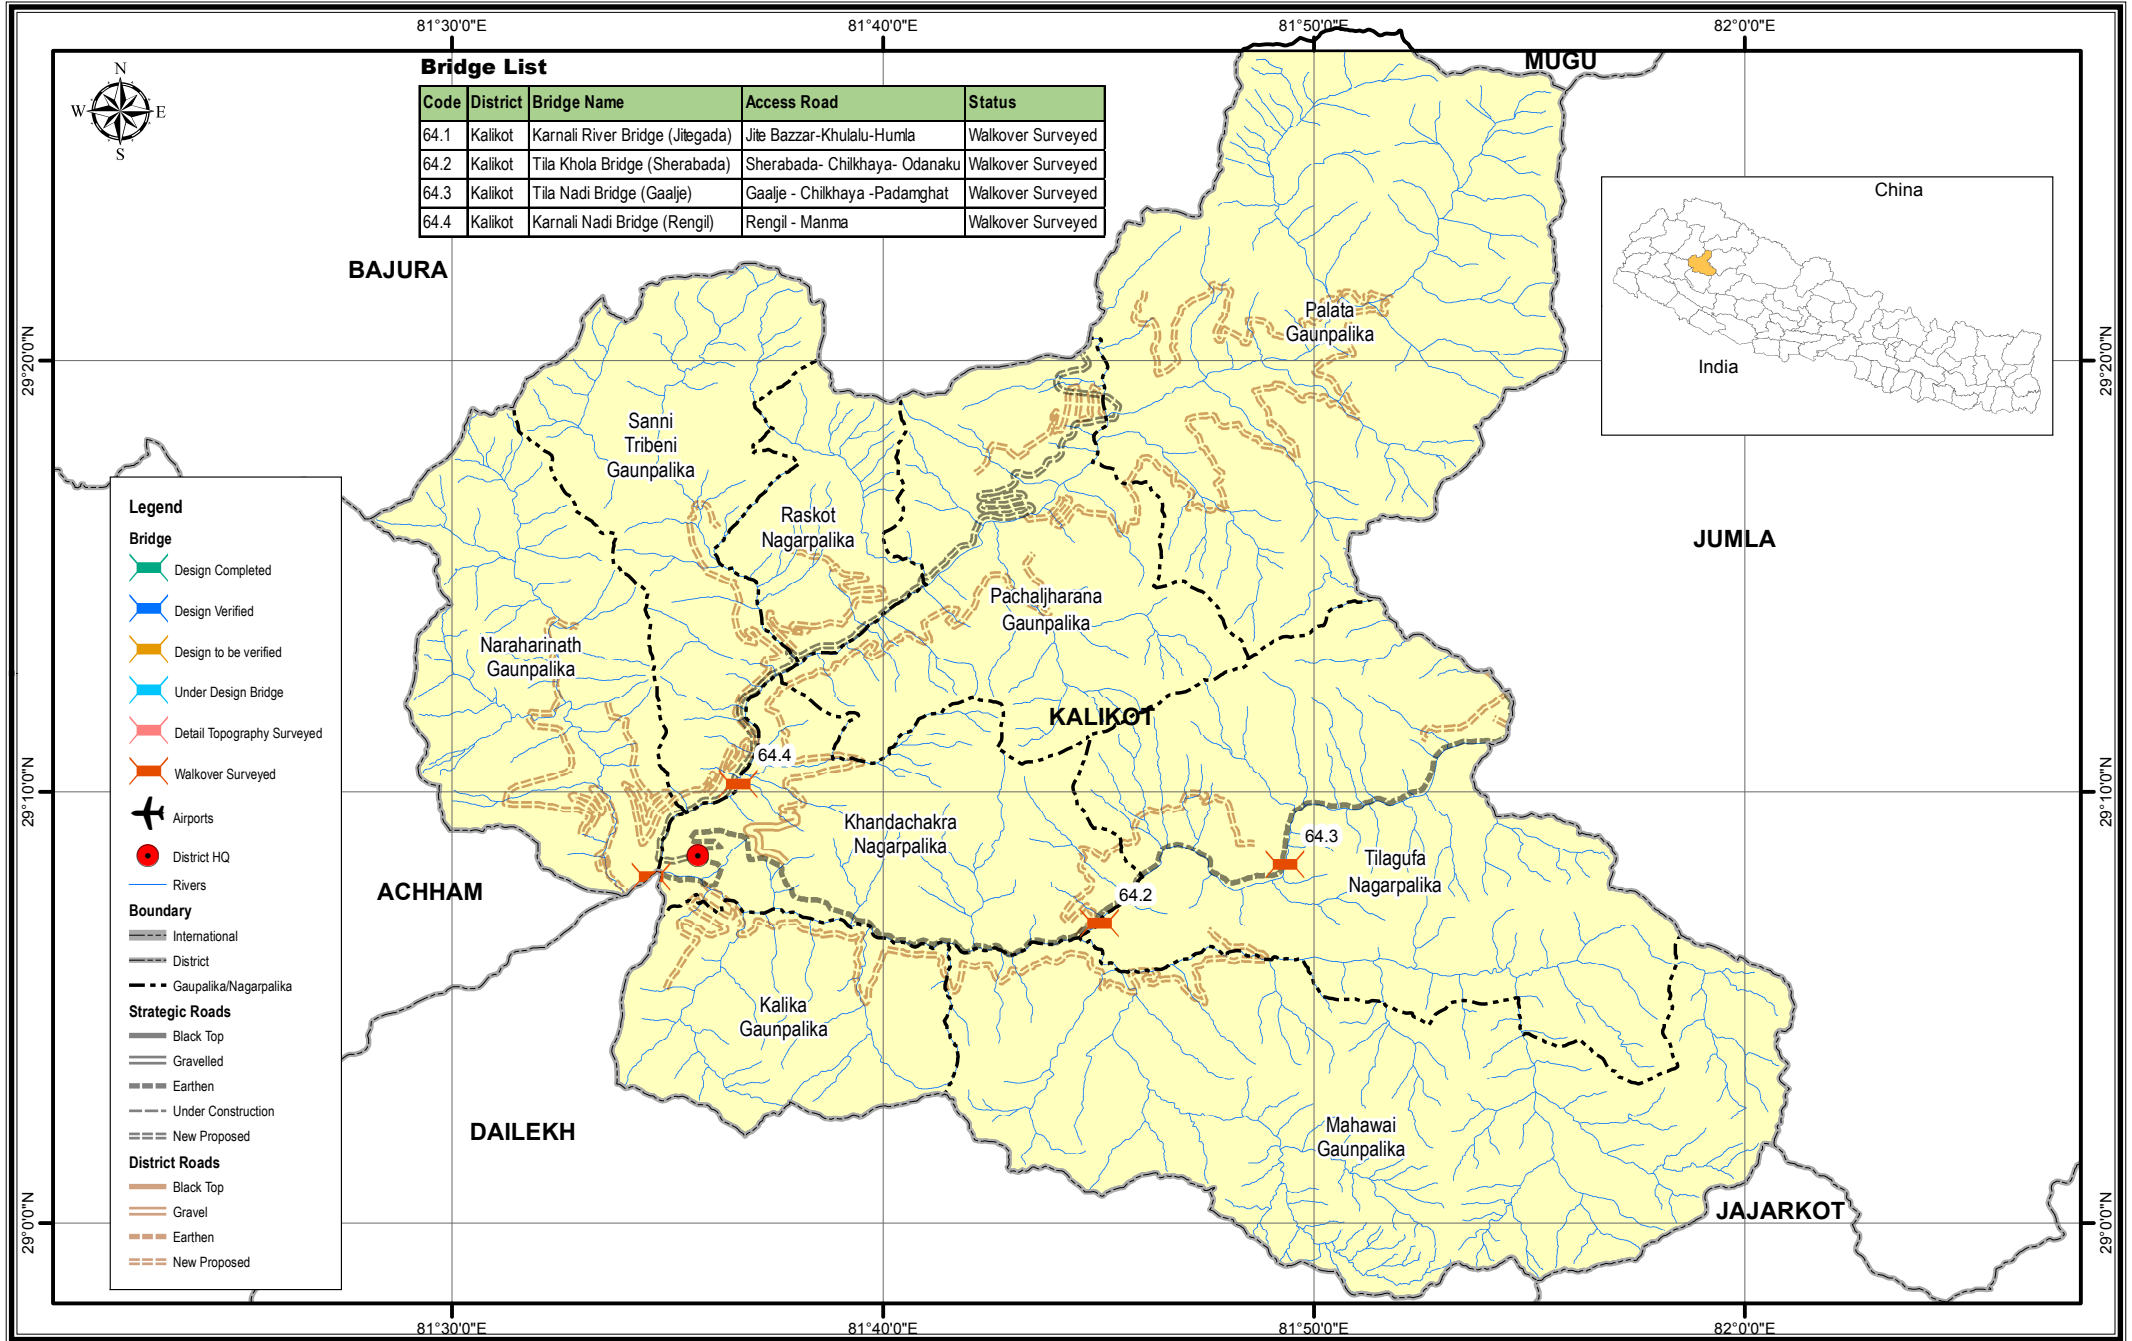 81°30'0"E 81°40'0"E 81°50'0"E 82°0'0"E
N
W E
S
Bridge List
Code District Bridge Name Access Road Status
64.1 Kalikot Karnali River Bridge (Jitegada) Jite Bazzar-Khulalu-Humla Walkover Surveyed
64.2 Kalikot Tila Khola Bridge (Sherabada) Sherabada- Chilkhaya- Odanaku Walkover Surveyed
64.3 Kalikot Tila Nadi Bridge (Gaalje) Gaalje - Chilkhaya -Padamghat Walkover Surveyed
64.4 Kalikot Karnali Nadi Bridge (Rengil) Rengil - Manma Walkover Surveyed
MUGU
China
India
BAJURA
29°20'0"N
29°20'0"N
Palata
Gaunpalika
Sanni
Tribeni
Gaunpalika
Raskot
Nagarpalika
JUMLA
Pachaljharana
Gaunpalika
Naraharinath
Gaunpalika
KALIKOT
64.4
29°10'0"N
29°10'0"N
Khandachakra
Nagarpalika
64.3
Tilagufa
Nagarpalika
ACHHAM
64.2
Kalika
Gaunpalika
DAILEKH
Mahawai
Gaunpalika
JAJARKOT
29°0'0"N
29°0'0"N
Legend
Bridge
Design Completed
Design Verified
Design to be verified
Under Design Bridge
Detail Topography Surveyed
Walkover Surveyed
Airports
District HQ
Rivers
Boundary
International
District
Gaupalika/Nagarpalika
Strategic Roads
Black Top
Gravelled
Earthen
Under Construction
New Proposed
District Roads
Black Top
Gravel
Earthen
New Proposed
81°30'0"E 81°40'0"E 81°50'0"E 82°0'0"E